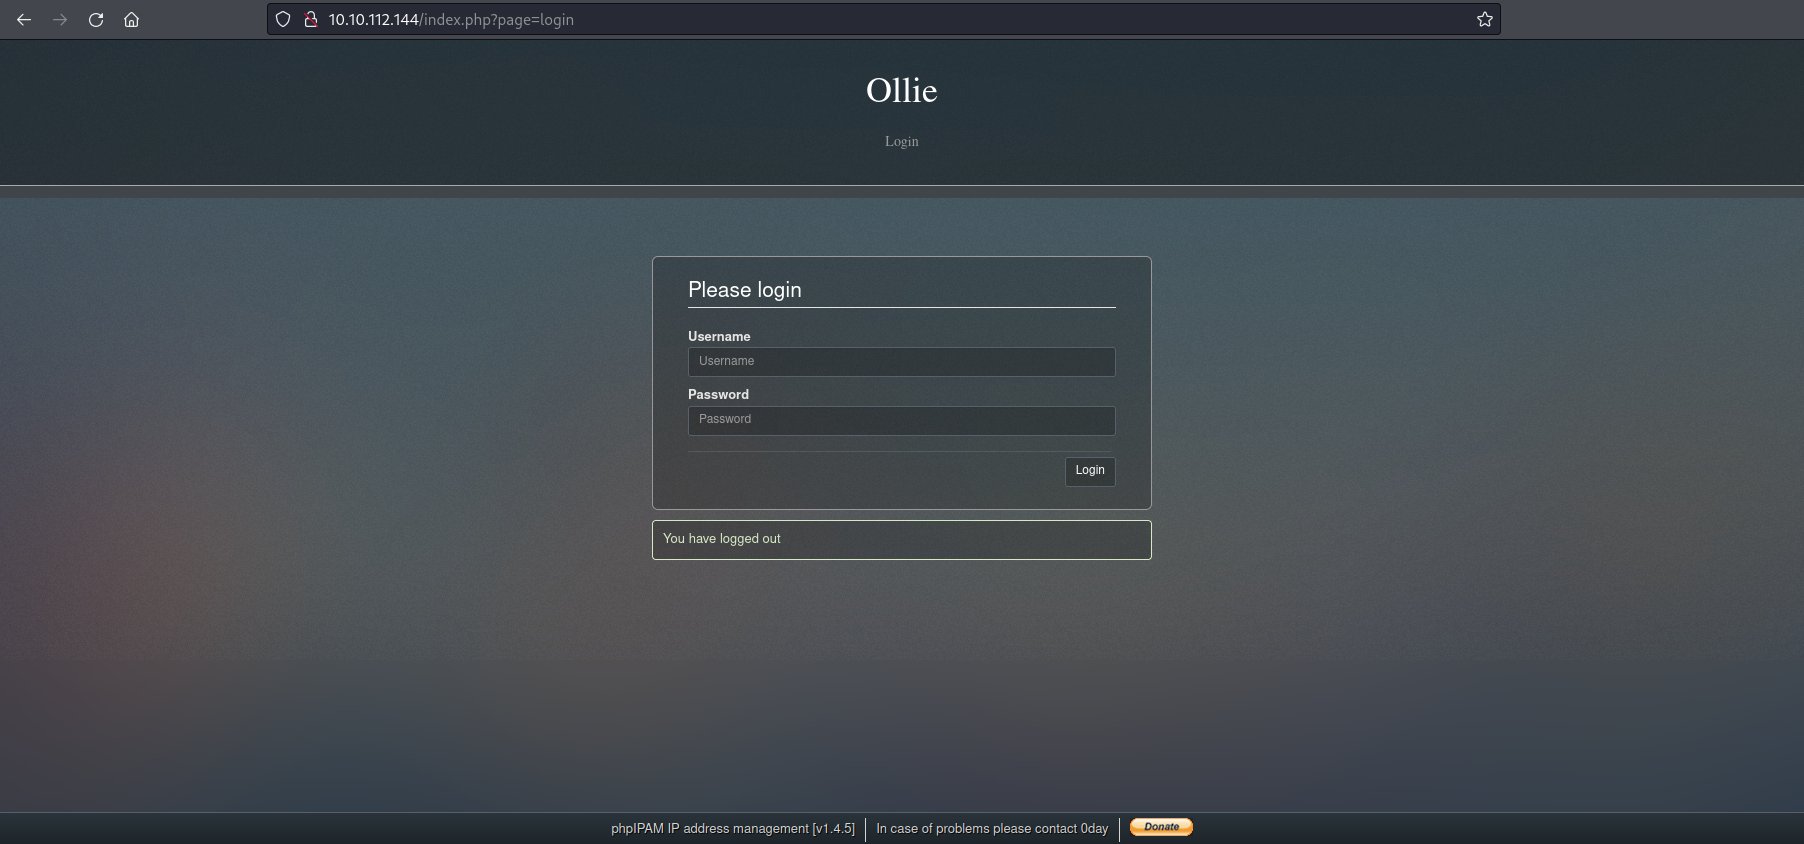 10.10.112.144/index.php?page=login
Ollie
Login
Please login
Username
Username
Password
Password
Login
You have logged out
phpIPAM IP address management [v1.4.5] In case of problems please contact 0day Donate